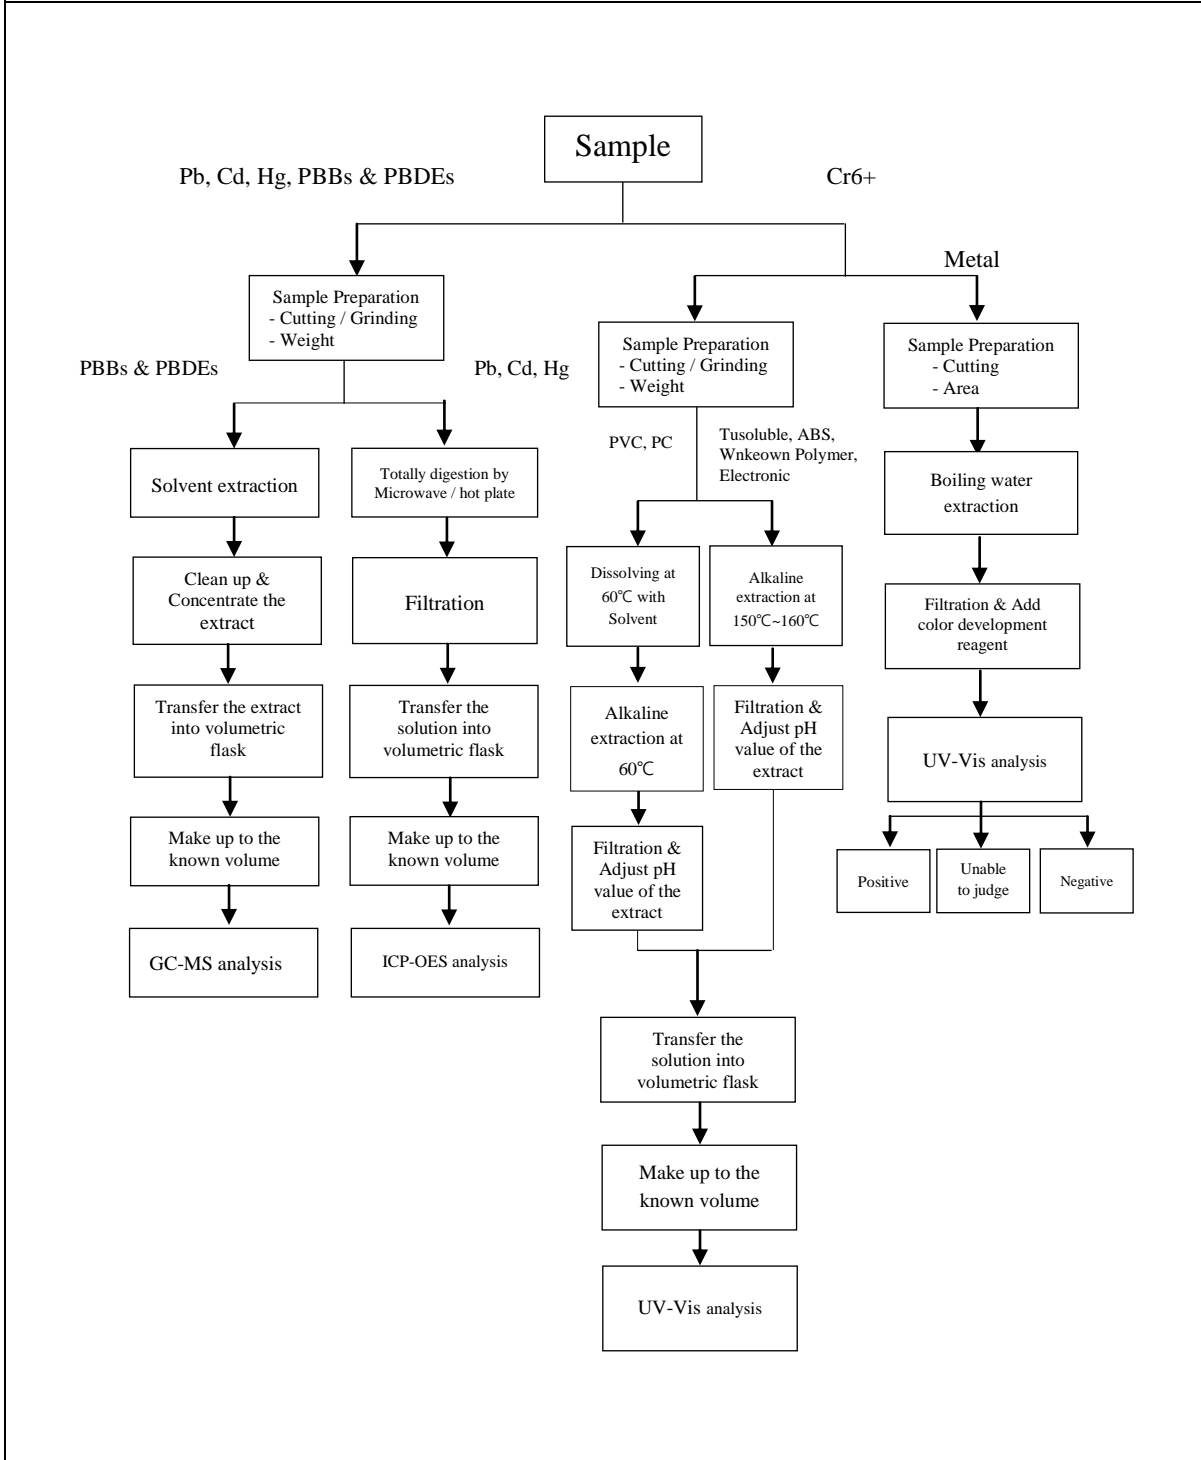 Sample
Pb, Cd, Hg, PBBs & PBDEs
Cr6+
Metal
Sample Preparation
- Cutting / Grinding
- Weight
PBBs & PBDEs
Pb, Cd, Hg
Sample Preparation
- Cutting / Grinding
- Weight
Sample Preparation
- Cutting
- Area
PVC, PC
Tusoluble, ABS,
Wnkeown Polymer,
Electronic
Solvent extraction
Totally digestion by
Microwave / hot plate
Boiling water
extraction
Clean up &
Concentrate the
extract
Filtration
Dissolving at
60℃ with
Solvent
Alkaline
extraction at
150℃~160℃
Filtration & Add
color development
reagent
Transfer the extract
into volumetric
flask
Transfer the
solution into
volumetric flask
Alkaline
extraction at
60℃
Filtration &
Adjust pH
value of the
extract
UV-Vis analysis
Make up to the
known volume
Make up to the
known volume
Filtration &
Adjust pH
value of the
extract
Positive
Unable
to judge
Negative
GC-MS analysis
ICP-OES analysis
Transfer the
solution into
volumetric flask
Make up to the
known volume
UV-Vis analysis